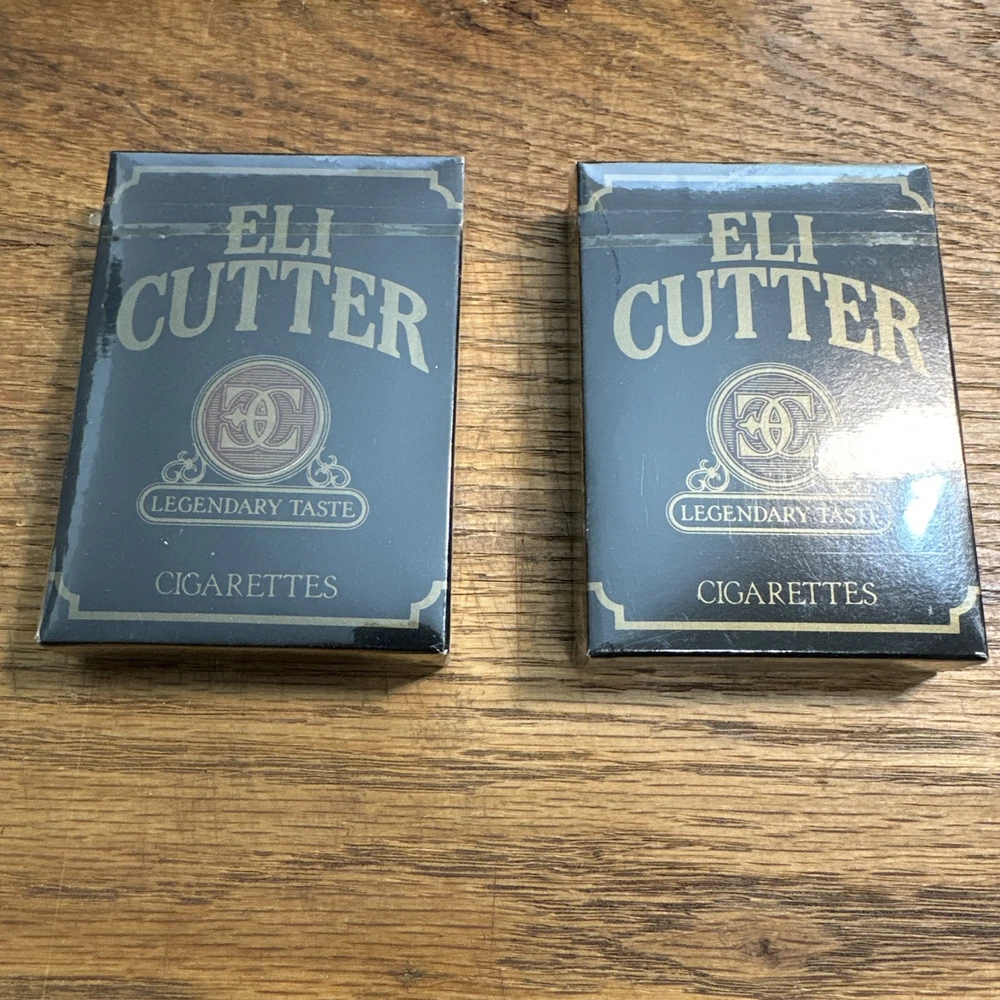 ELI
CUTTER
EC
LEGENDARY TASTE
CIGARETTES
ELI
CUTTER
EC
LEGENDARY TASTE
CIGARETTES